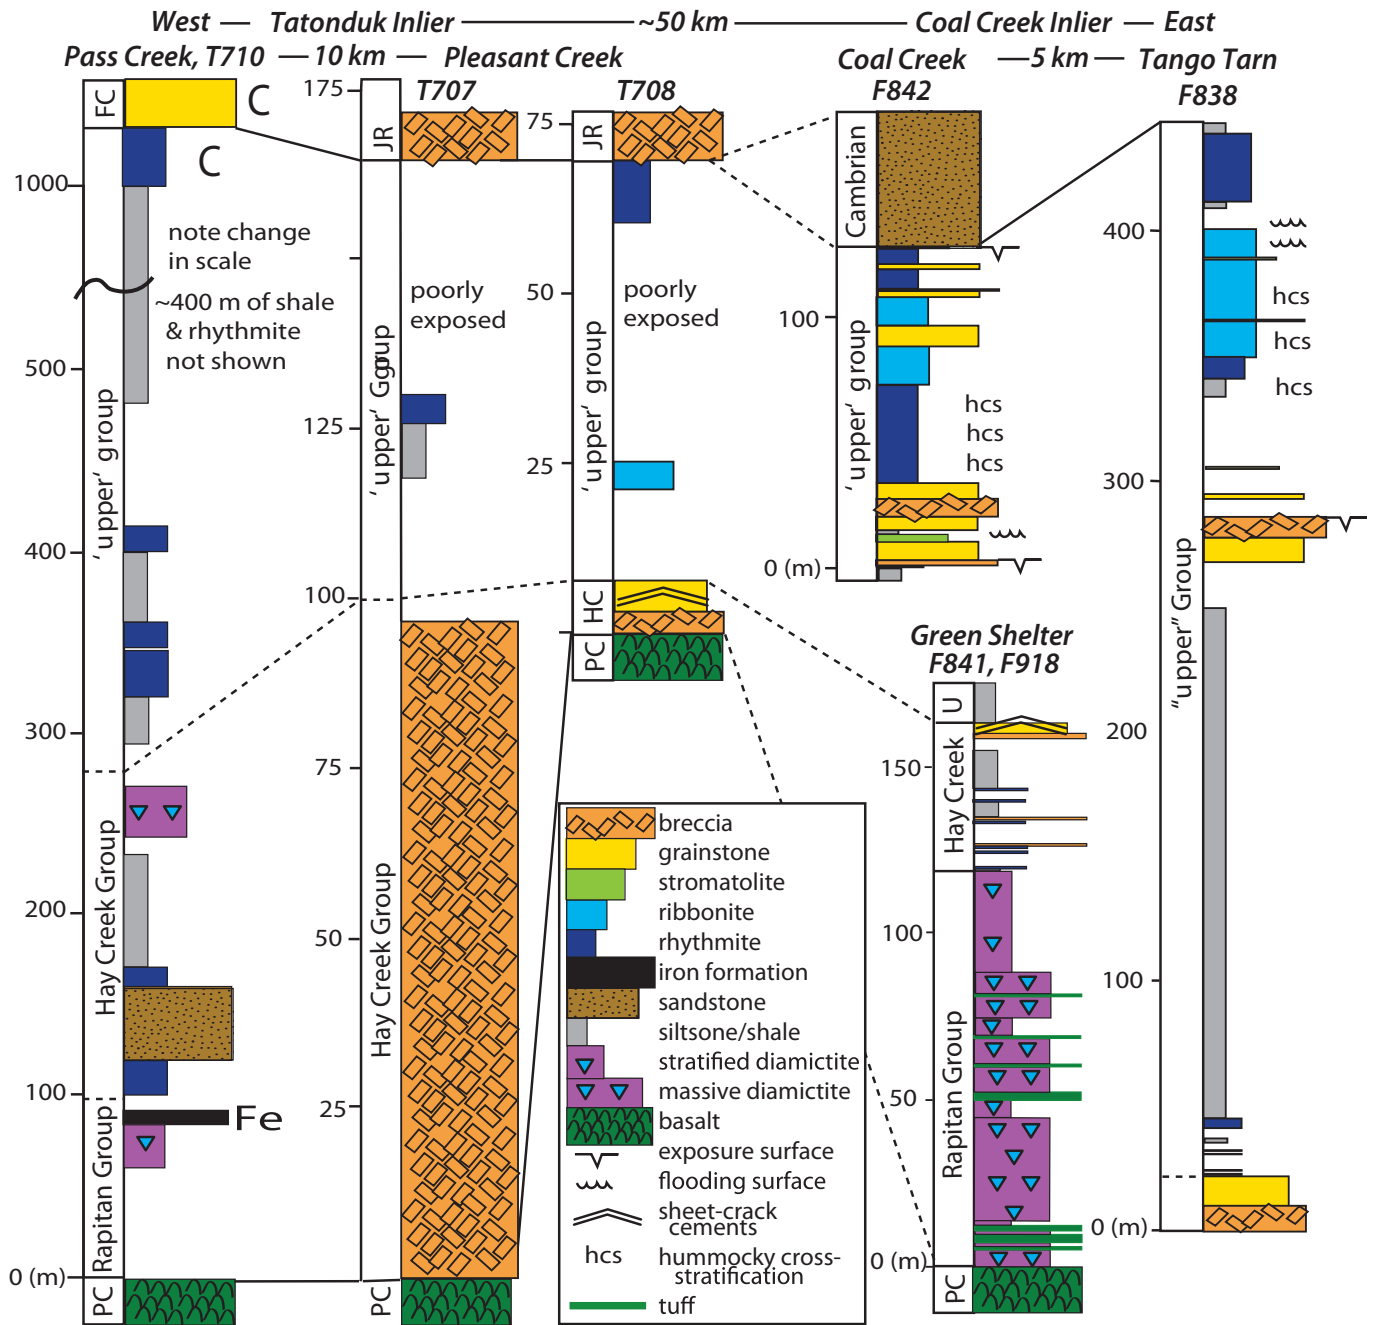 West — Tatonduk Inlier — ~50 km — Coal Creek Inlier — East
Pass Creek, T710 — 10 km — Pleasant Creek
T707
T708
Coal Creek — 5 km — Tango Tarn
F842
F838
FC
C
C
1000
note change
in scale
~400 m of shale
& rhythmite
not shown
500
400
300
200
100
0 (m)
'upper' group
Hay Creek Group
Rapitan Group
Fe
PC
175
JR
125
100
75
50
25
poorly
exposed
'upper' Group
Hay Creek Group
PC
75
JR
50
25
poorly
exposed
'upper' group
HC
PC
Cambrian
100
'upper' group
hcs
hcs
hcs
0 (m)
Green Shelter
F841, F918
U
Hay Creek
150
100
50
0 (m)
Rapitan Group
PC
400
300
200
100
0 (m)
"upper" Group
hcs
hcs
hcs
breccia
grainstone
stromatolite
ribbonite
rhythmite
iron formation
sandstone
siltsone/shale
stratified diamictite
massive diamictite
basalt
exposure surface
flooding surface
sheet-crack
cements
hcs hummocky cross-
stratification
tuff